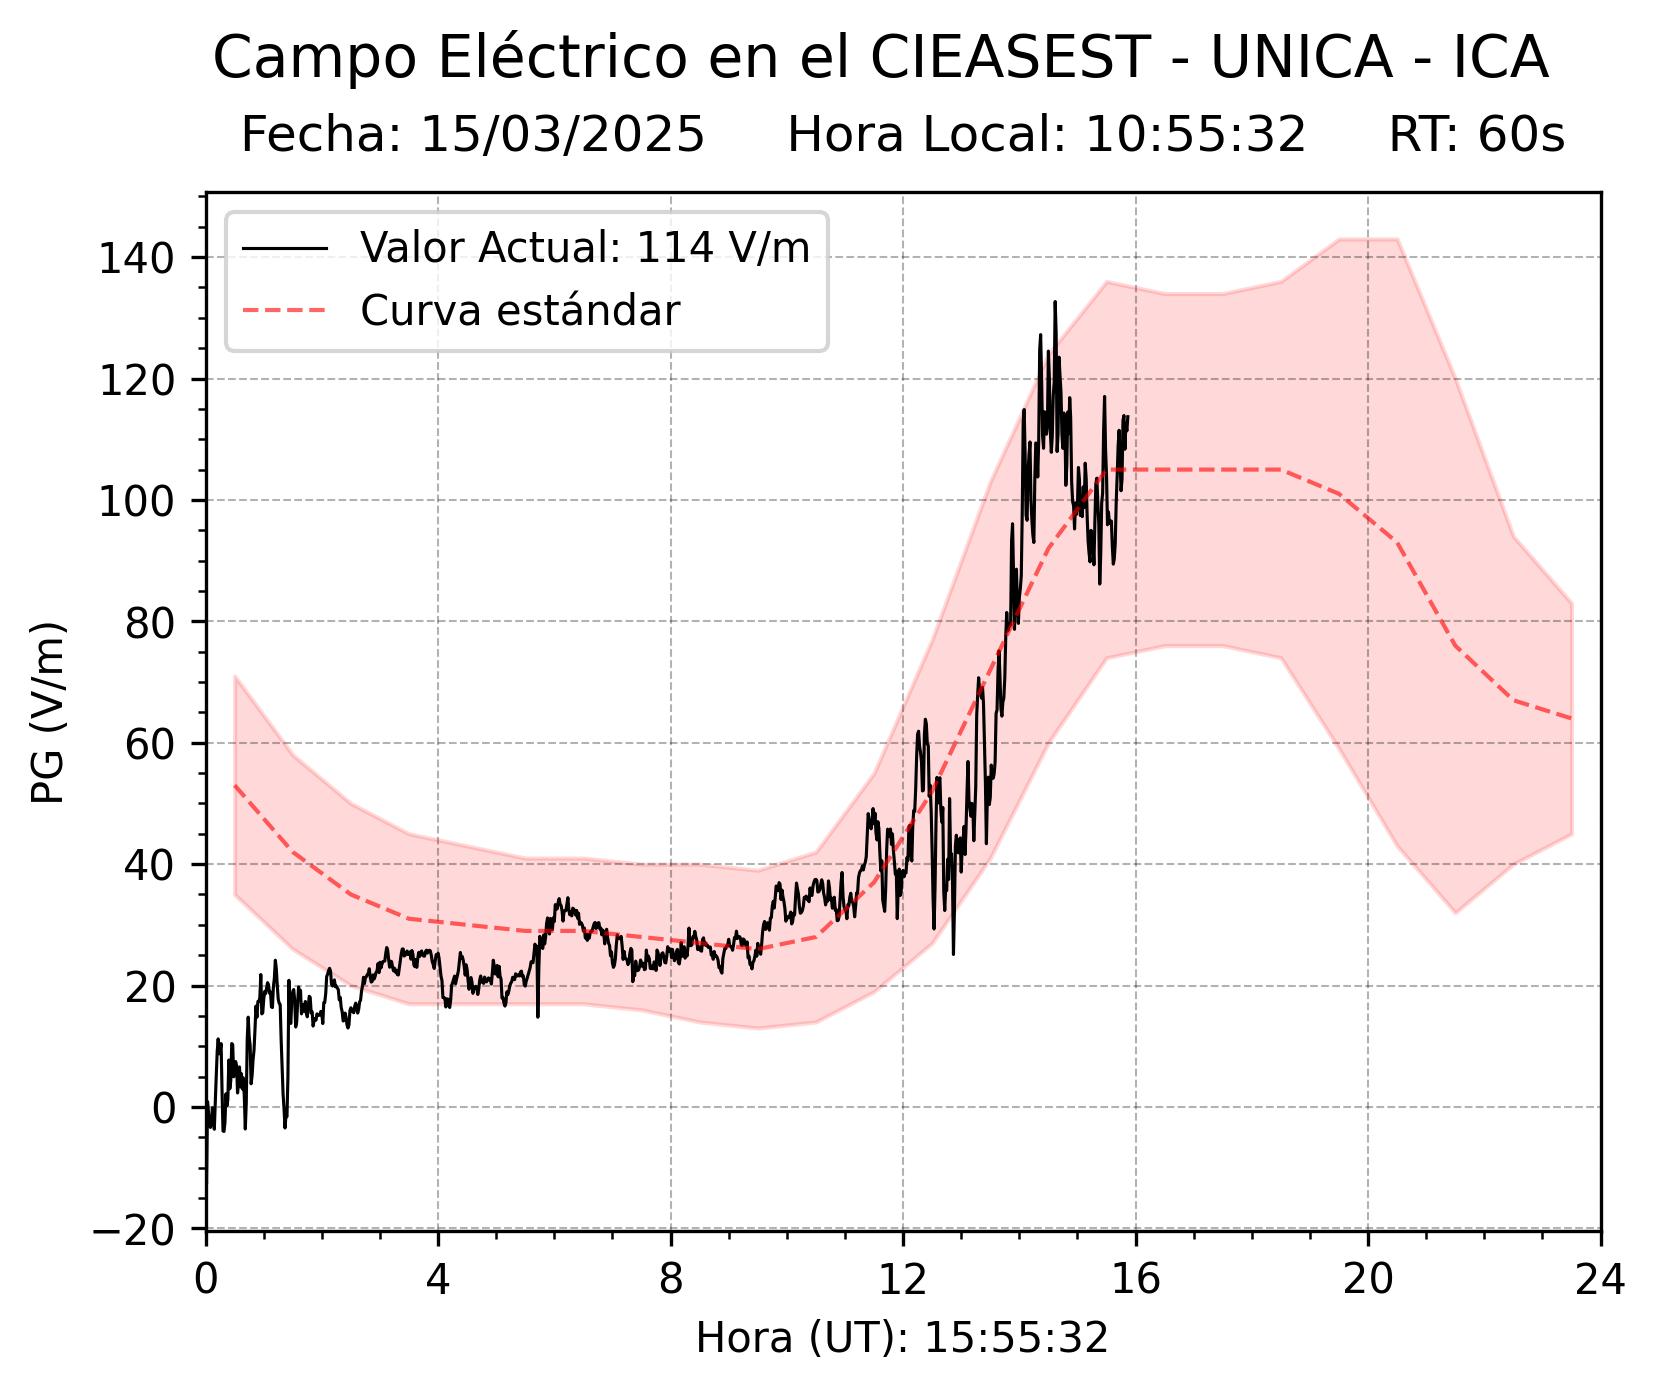 Campo Eléctrico en el CIEASEST - UNICA - ICA
Fecha: 15/03/2025 Hora Local: 10:55:32 RT: 60s
Valor Actual: 114 V/m
Curva estándar
PG (V/m)
140
120
100
80
60
40
20
0
−20
0 4 8 12 16 20 24
Hora (UT): 15:55:32